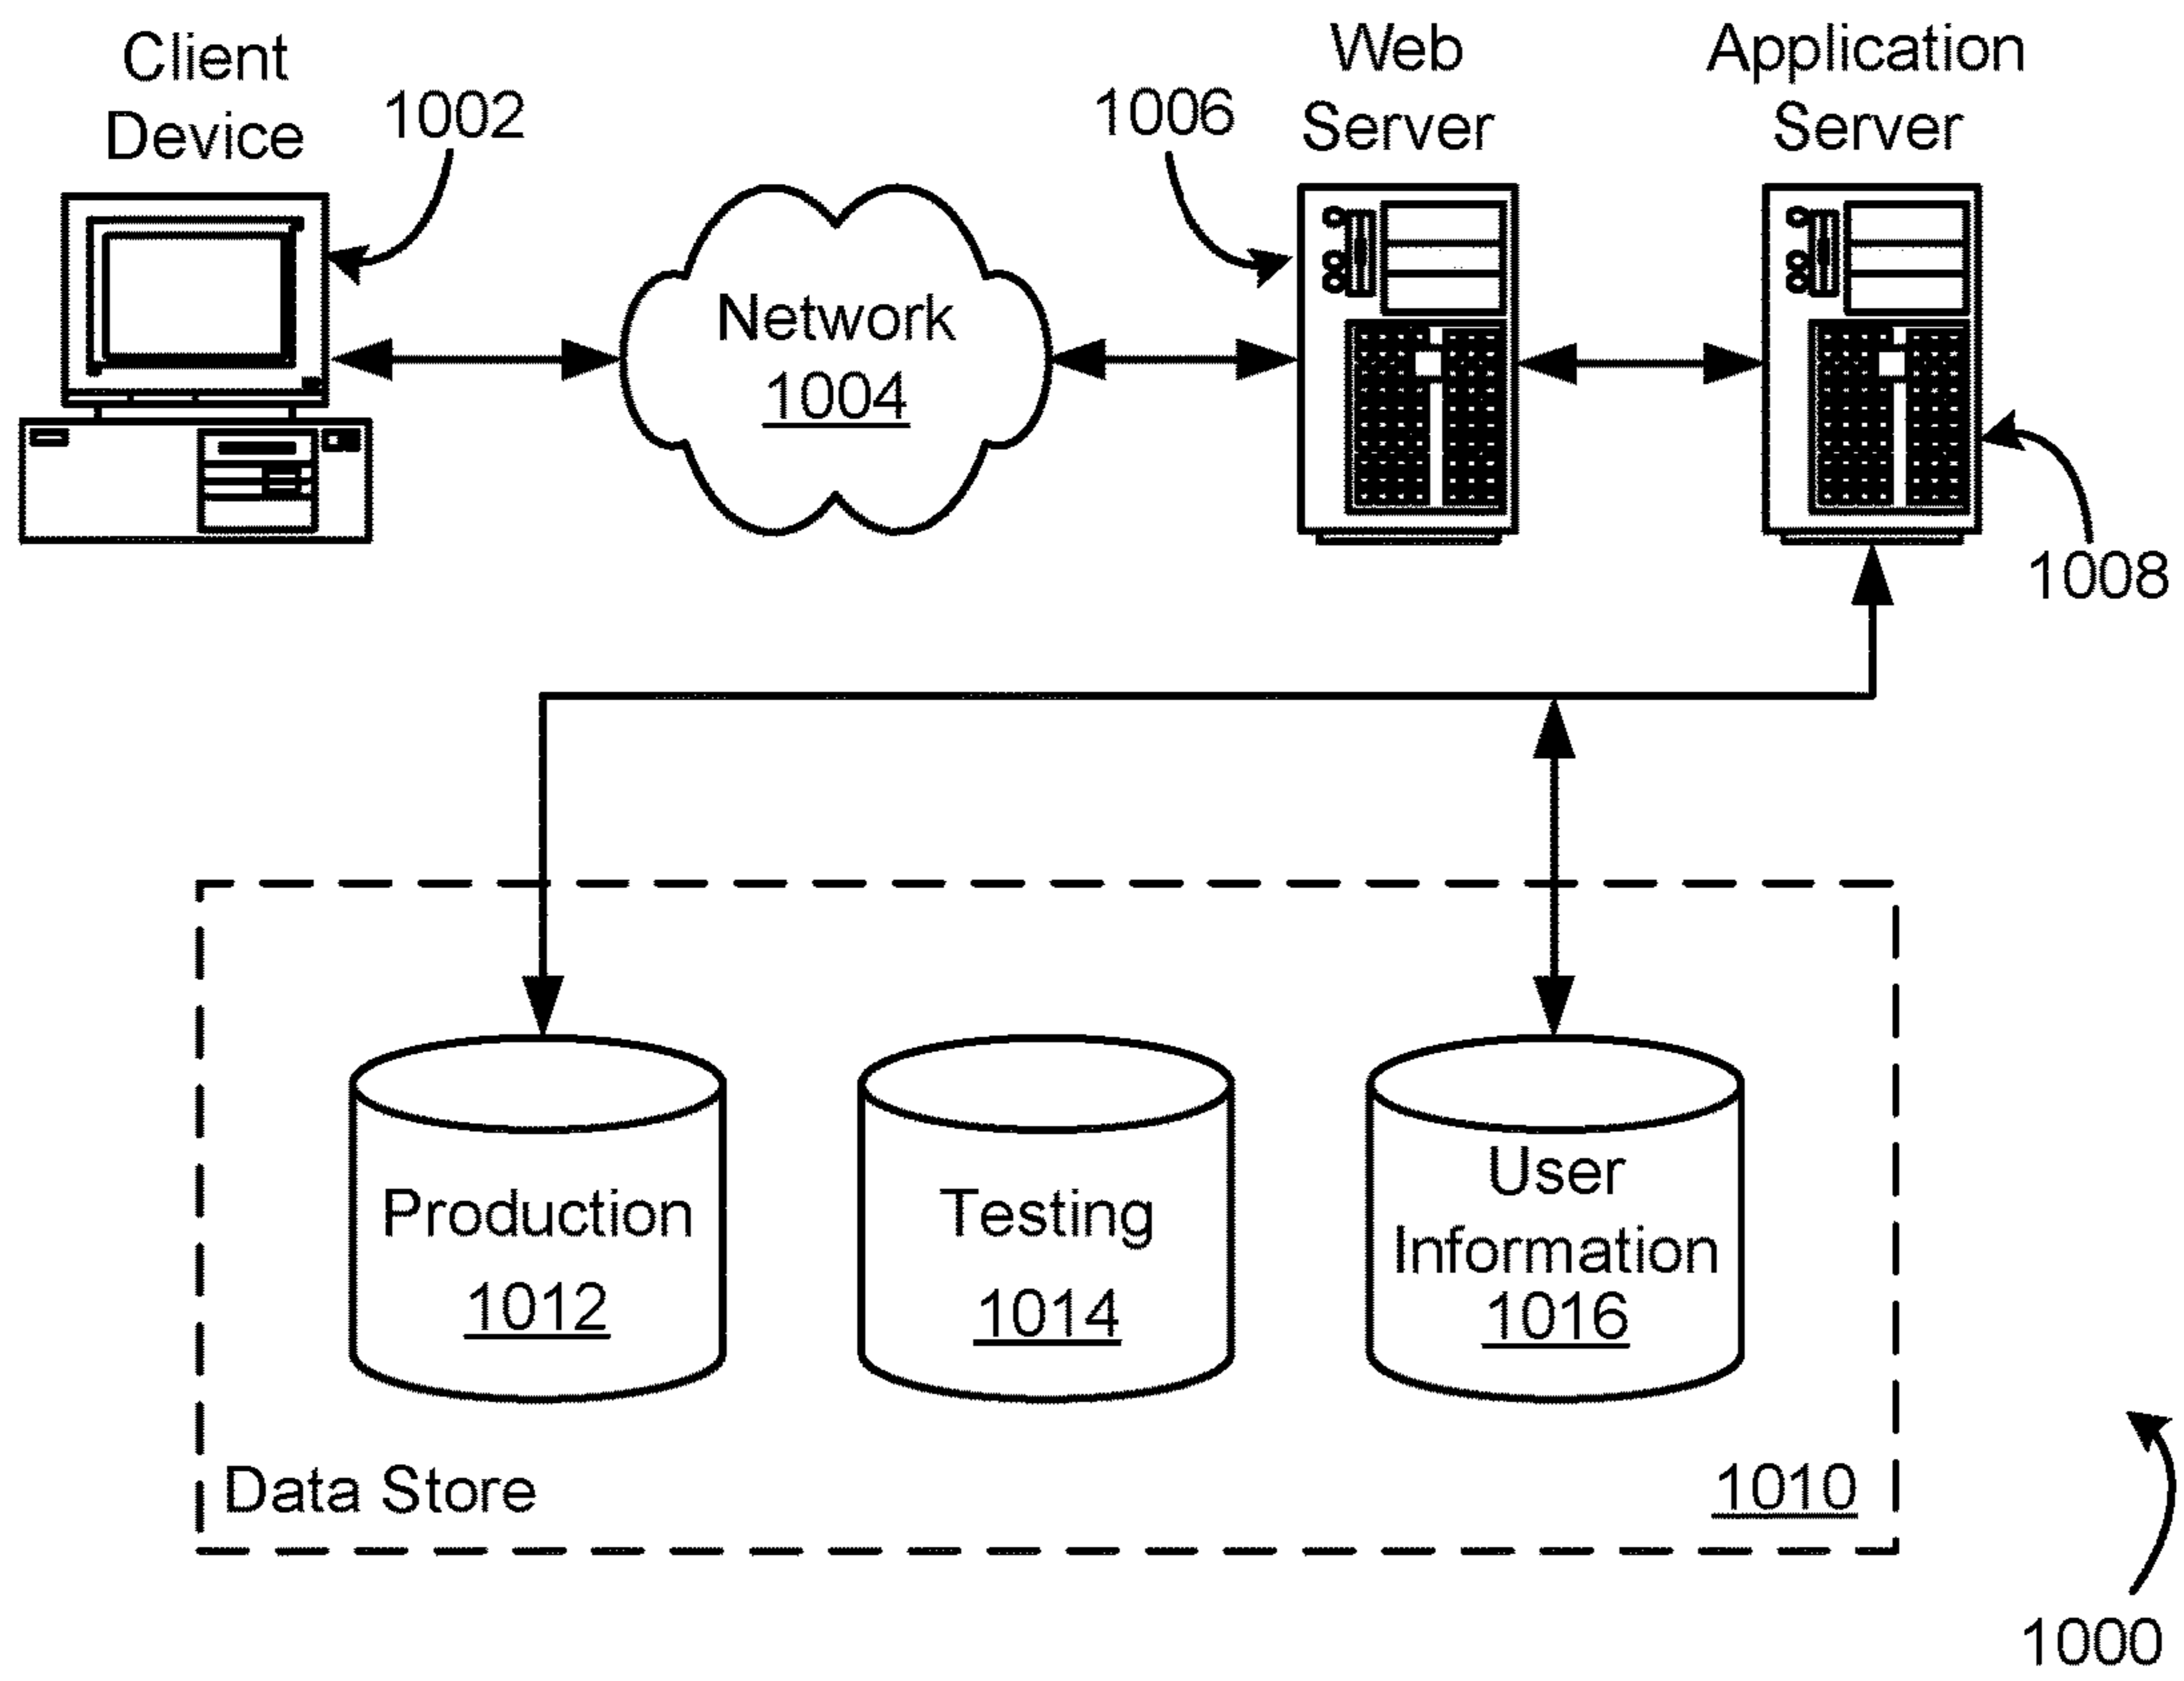 Client
Device
1002
Network
1004
1006
Web
Server
Application
Server
1008
Production
1012
Testing
1014
User
Information
1016
Data Store
1010
1000